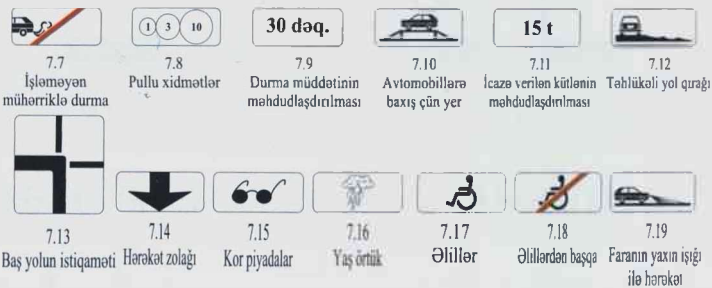 1 3 10
30 dəq.
15 t
7.7
İşləməyən
mühərriklə durma
7.8
Pullu xidmətlər
7.9
Durma müddətinin
məhdudlaşdırılması
7.10
Avtomobillərə
baxış çün yer
7.11
İcazə verilən kütlənin
məhdudlaşdırılması
7.12
Təhlükəli yol qırağı
7.13
Baş yolun istiqaməti
7.14
Hərəkət zolağı
7.15
Kor piyadalar
7.16
Yaş örtük
7.17
Əlillər
7.18
Əlillərdən başqa
7.19
Faranın yaxın işığı
ilə hərəkət